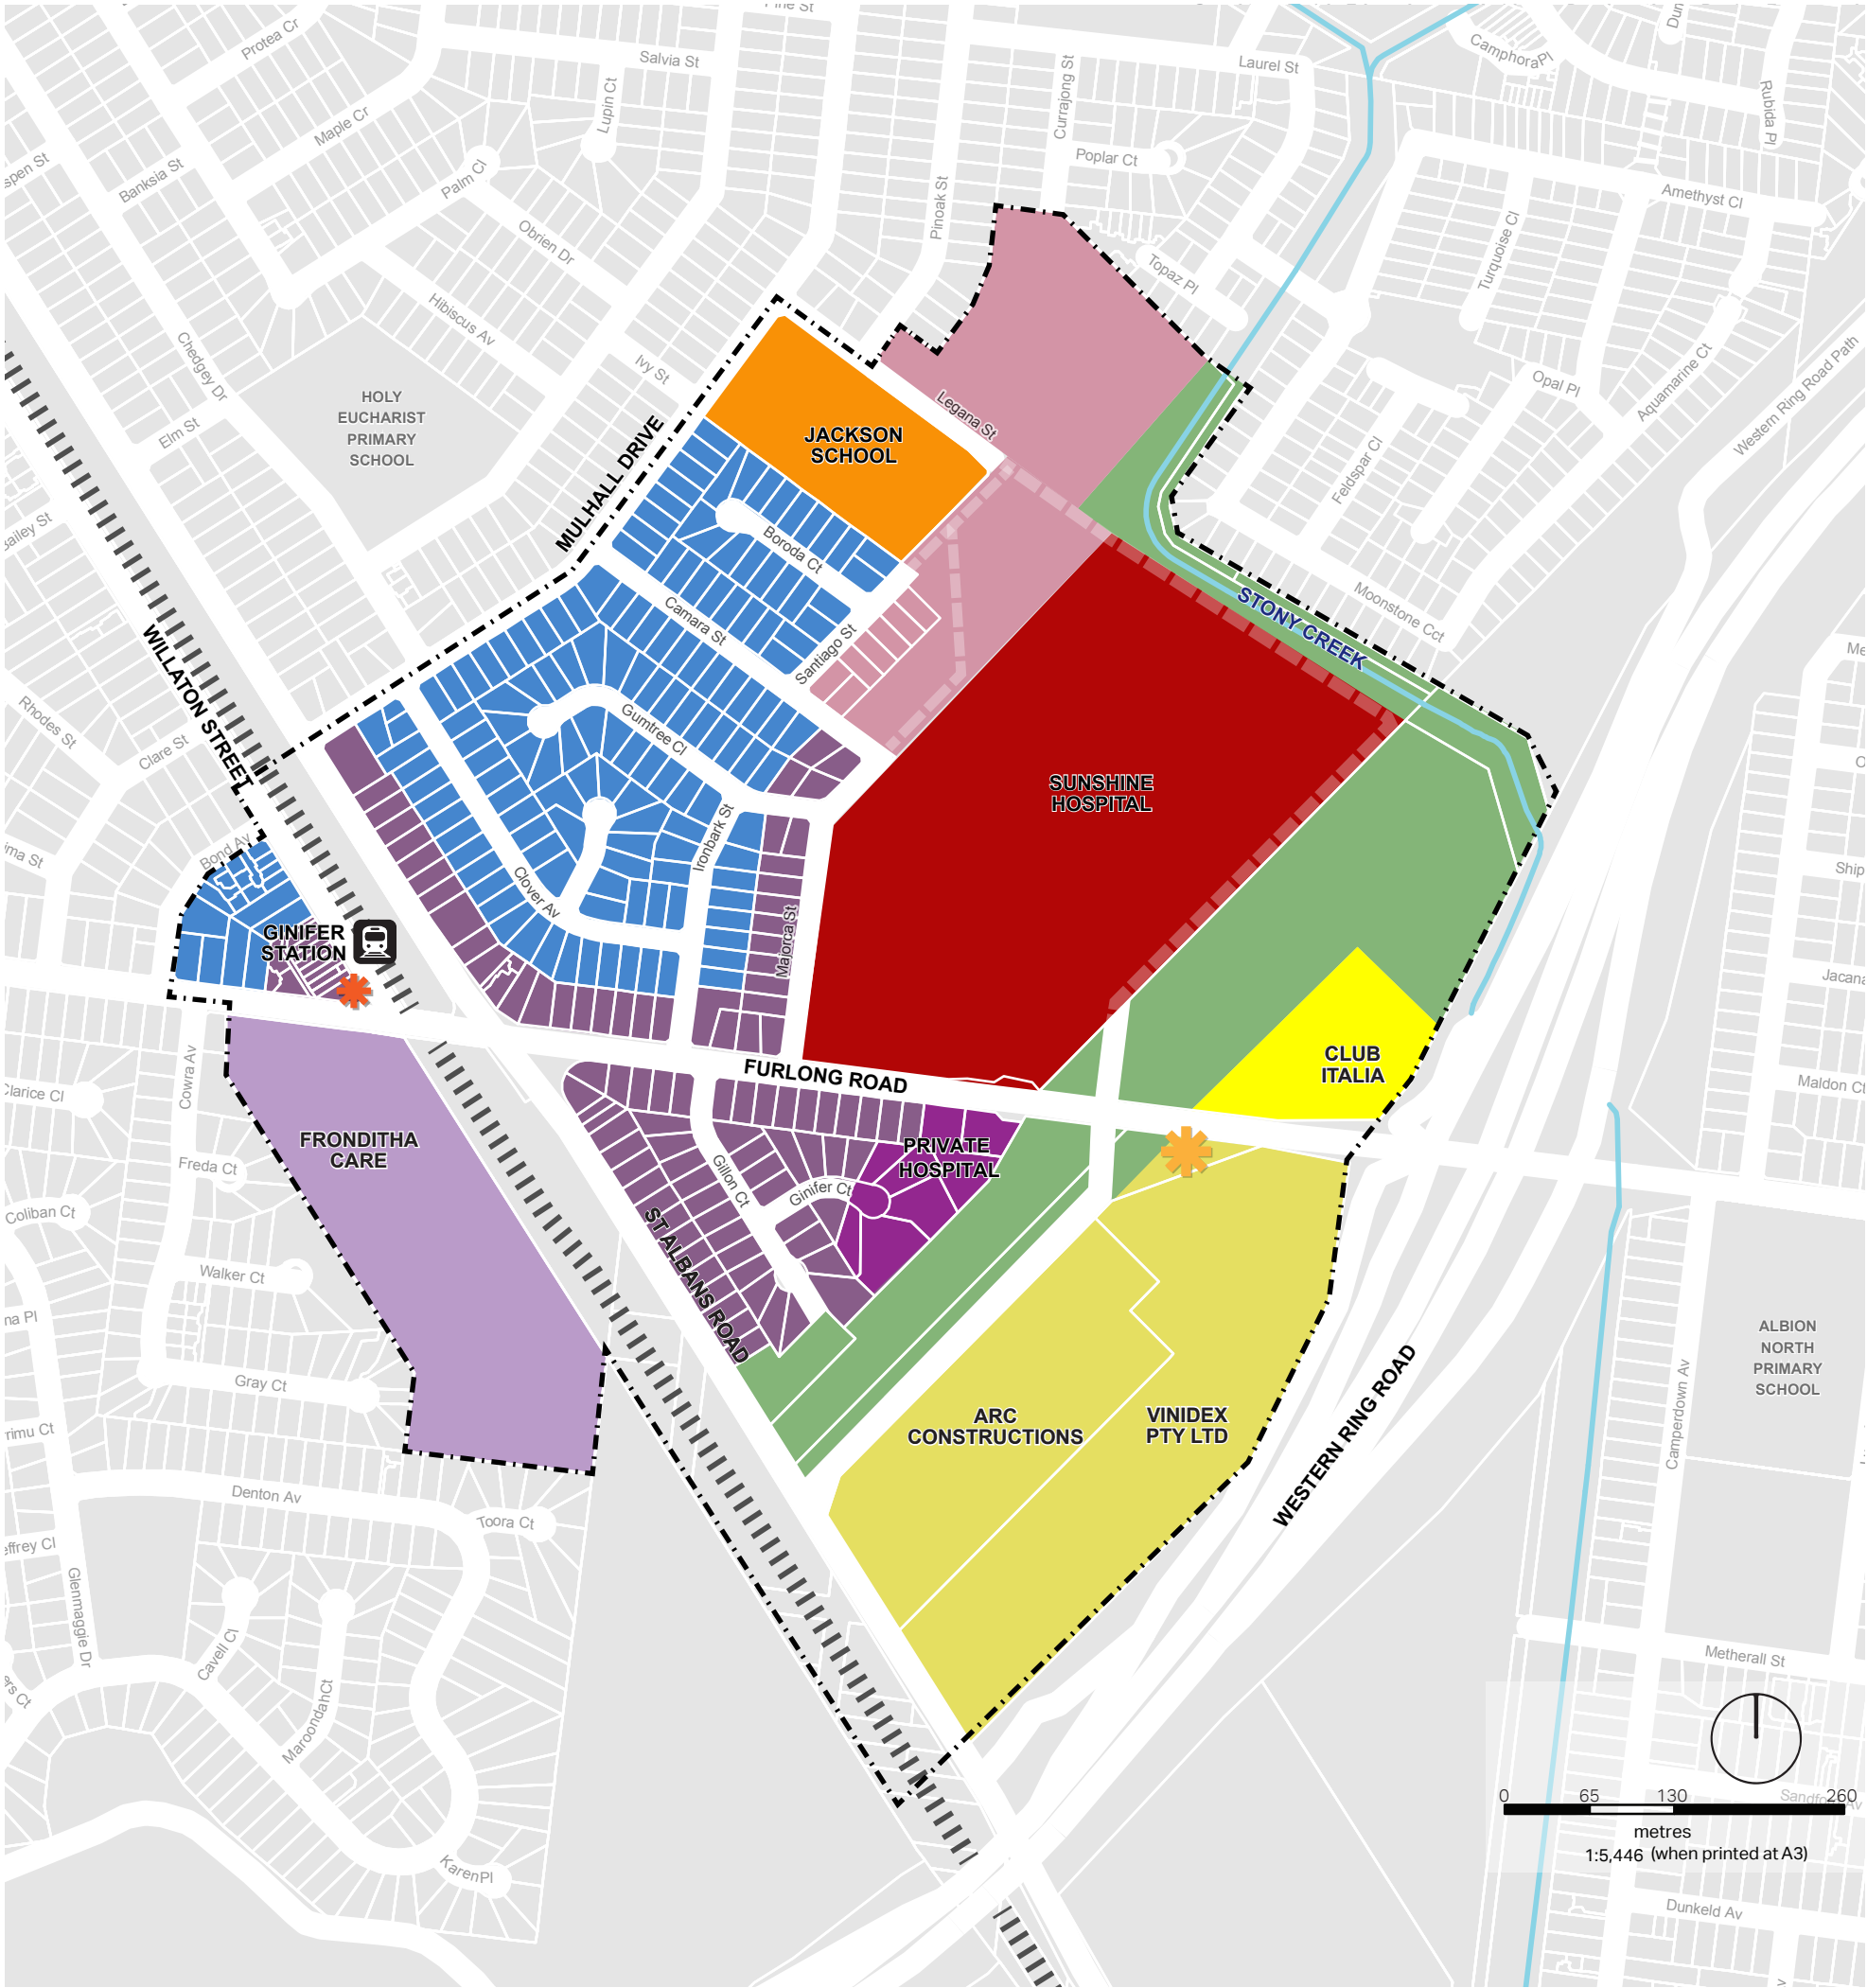 Pine St
Protea Cr
Salvia St
Laurel St
Camphora Pl
Rubida Pl
Lupin Ct
Currajong St
Maple Cr
Poplar Ct
Banksia St
Palm Cl
Amethyst Cl
Pinoak St
Obrien Dr
Topaz Pl
Turquoise Cl
Hibiscus Av
Chedgey Dr
Ivy St
Western Ring Road Path
Opal Pl
Aquamarine Ct
HOLY
EUCHARIST
PRIMARY
SCHOOL
Legana St
Elm St
JACKSON
SCHOOL
Feldspar Cl
MULHALL DRIVE
Boroda Ct
Moonstone Cct
STONY CREEK
Camara St
Santiago St
WILLATON STREET
Rhodes St
Clare St
Gumtree Cl
SUNSHINE
HOSPITAL
Ironbark St
Bond Av
Clover Av
GINIFER
STATION
Majorca St
CLUB
ITALIA
Cowra Av
Clarice Cl
FURLONG ROAD
Maldon Ct
FRONDITHA
CARE
PRIVATE
HOSPITAL
Freda Ct
Gillon Ct
Ginifer Ct
Coliban Ct
ST ALBANS ROAD
Walker Ct
Gray Ct
ALBION
NORTH
PRIMARY
SCHOOL
Camperdown Av
ARC
CONSTRUCTIONS
VINIDEX
PTY LTD
WESTERN RING ROAD
Denton Av
Toora Ct
Glenmaggie Dr
Cavell Cl
Maroondah Ct
Metherall St
Karen Pl
0 65 130 260
metres
1:5,446 (when printed at A3)
Dunkeld Av